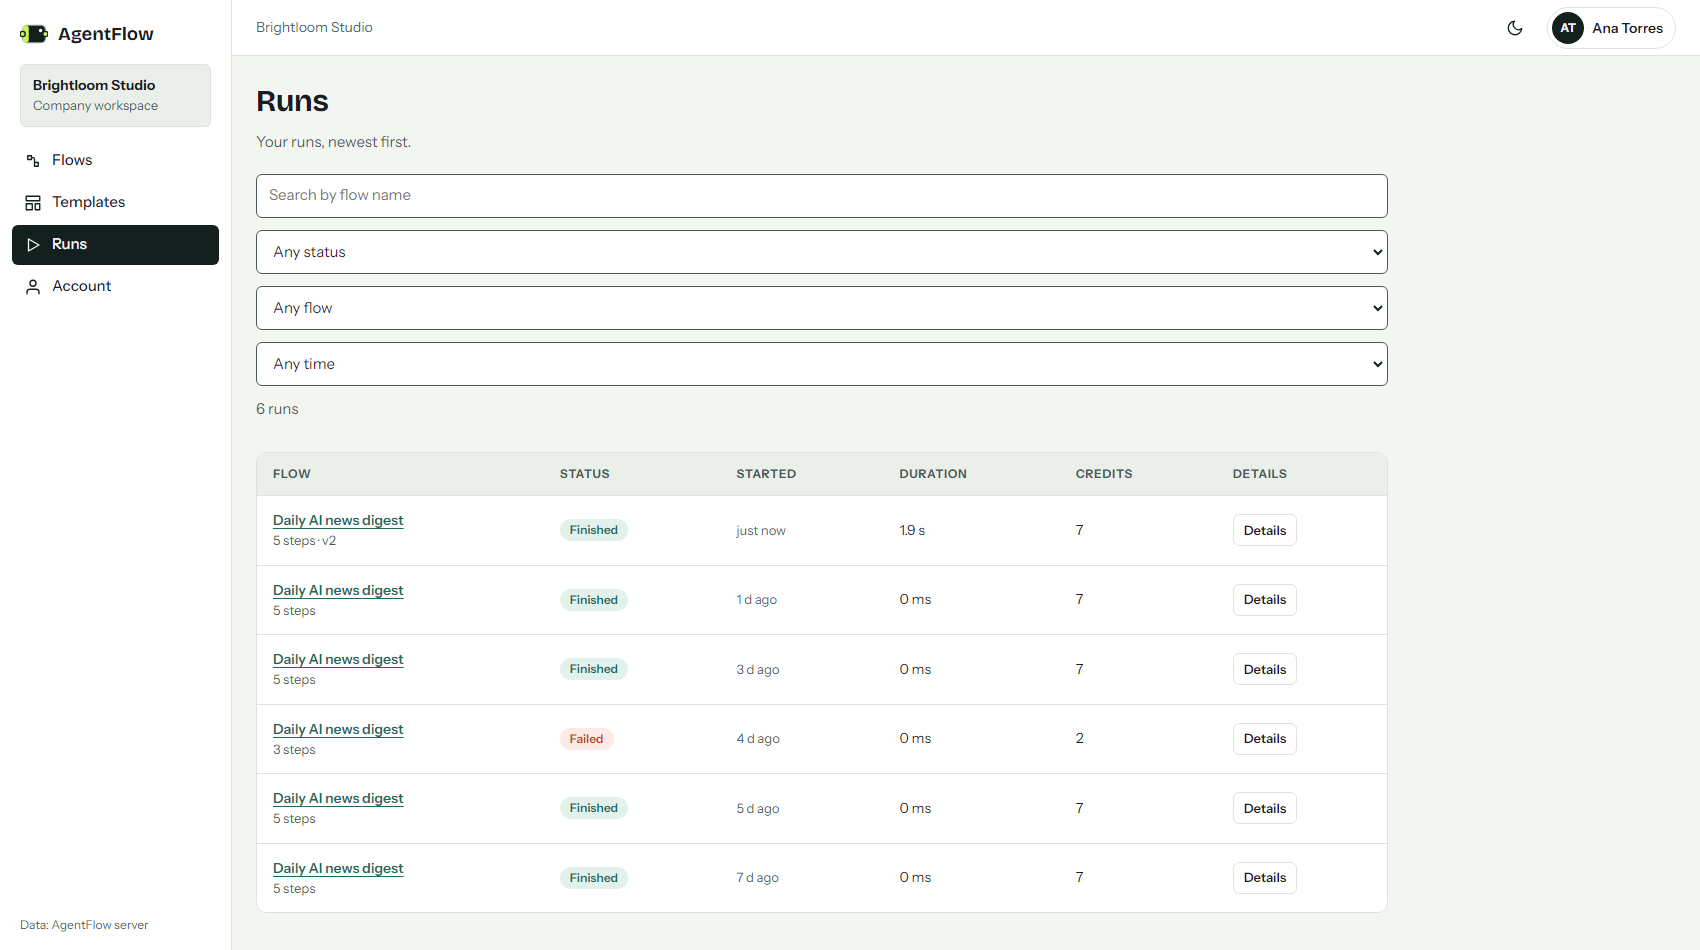 AgentFlow
Brightloom Studio
Company workspace
Flows
Templates
Runs
Account
Data: AgentFlow server
Brightloom Studio
AT Ana Torres
Runs
Your runs, newest first.
Search by flow name
Any status
Any flow
Any time
6 runs
FLOW STATUS STARTED DURATION CREDITS DETAILS
Daily AI news digest
5 steps · v2
Finished just now 1.9 s 7 Details
Daily AI news digest
5 steps
Finished 1 d ago 0 ms 7 Details
Daily AI news digest
5 steps
Finished 3 d ago 0 ms 7 Details
Daily AI news digest
3 steps
Failed 4 d ago 0 ms 2 Details
Daily AI news digest
5 steps
Finished 5 d ago 0 ms 7 Details
Daily AI news digest
5 steps
Finished 7 d ago 0 ms 7 Details